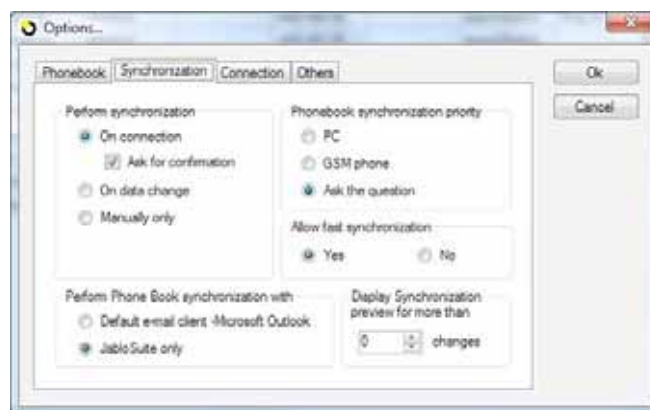 Options...
Phonebook Synchronization Connection Others
Ok
Cancel
Perform synchronization
On connection
Ask for confirmation
On data change
Manually only
Phonebook synchronization priority
PC
GSM phone
Ask the question
Allow fast synchronization
Yes No
Perform Phone Book synchronization with
Default e-mail client -Microsoft Outlook
JabloSuite only
Display Synchronization
preview for more than
0 changes